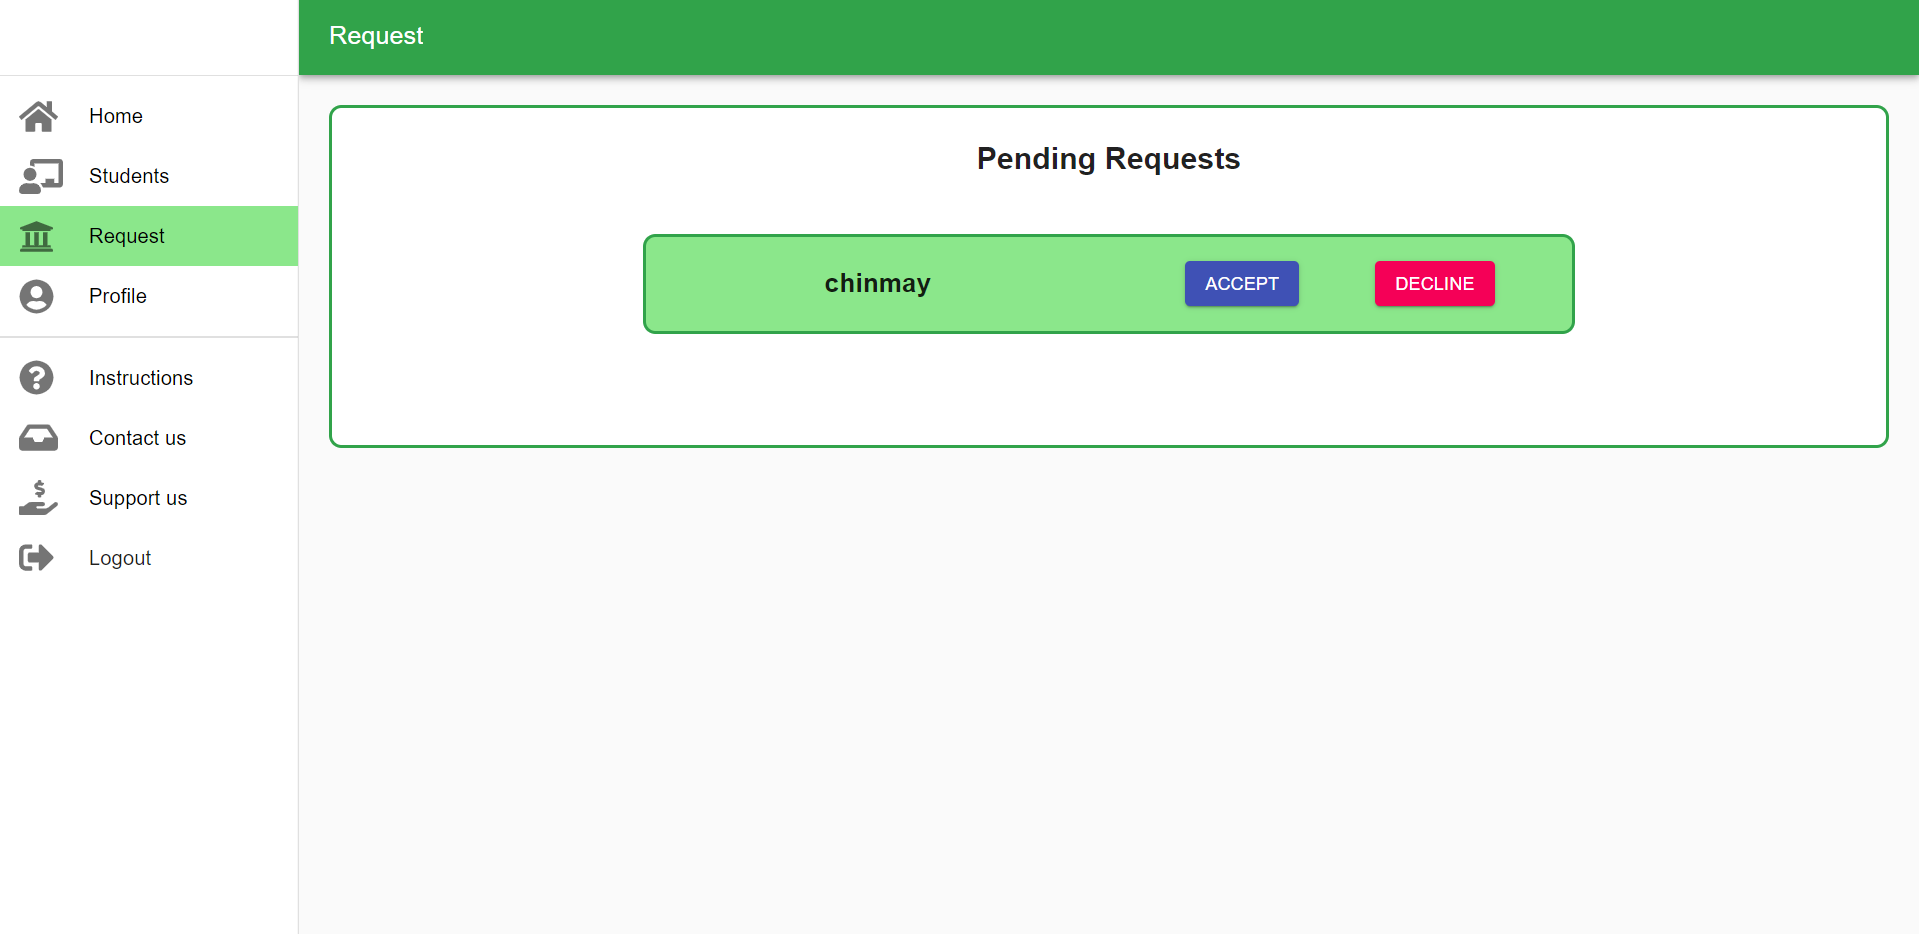 Request
Home
Students
Request
Profile
Instructions
Contact us
Support us
Logout
Pending Requests
chinmay ACCEPT DECLINE